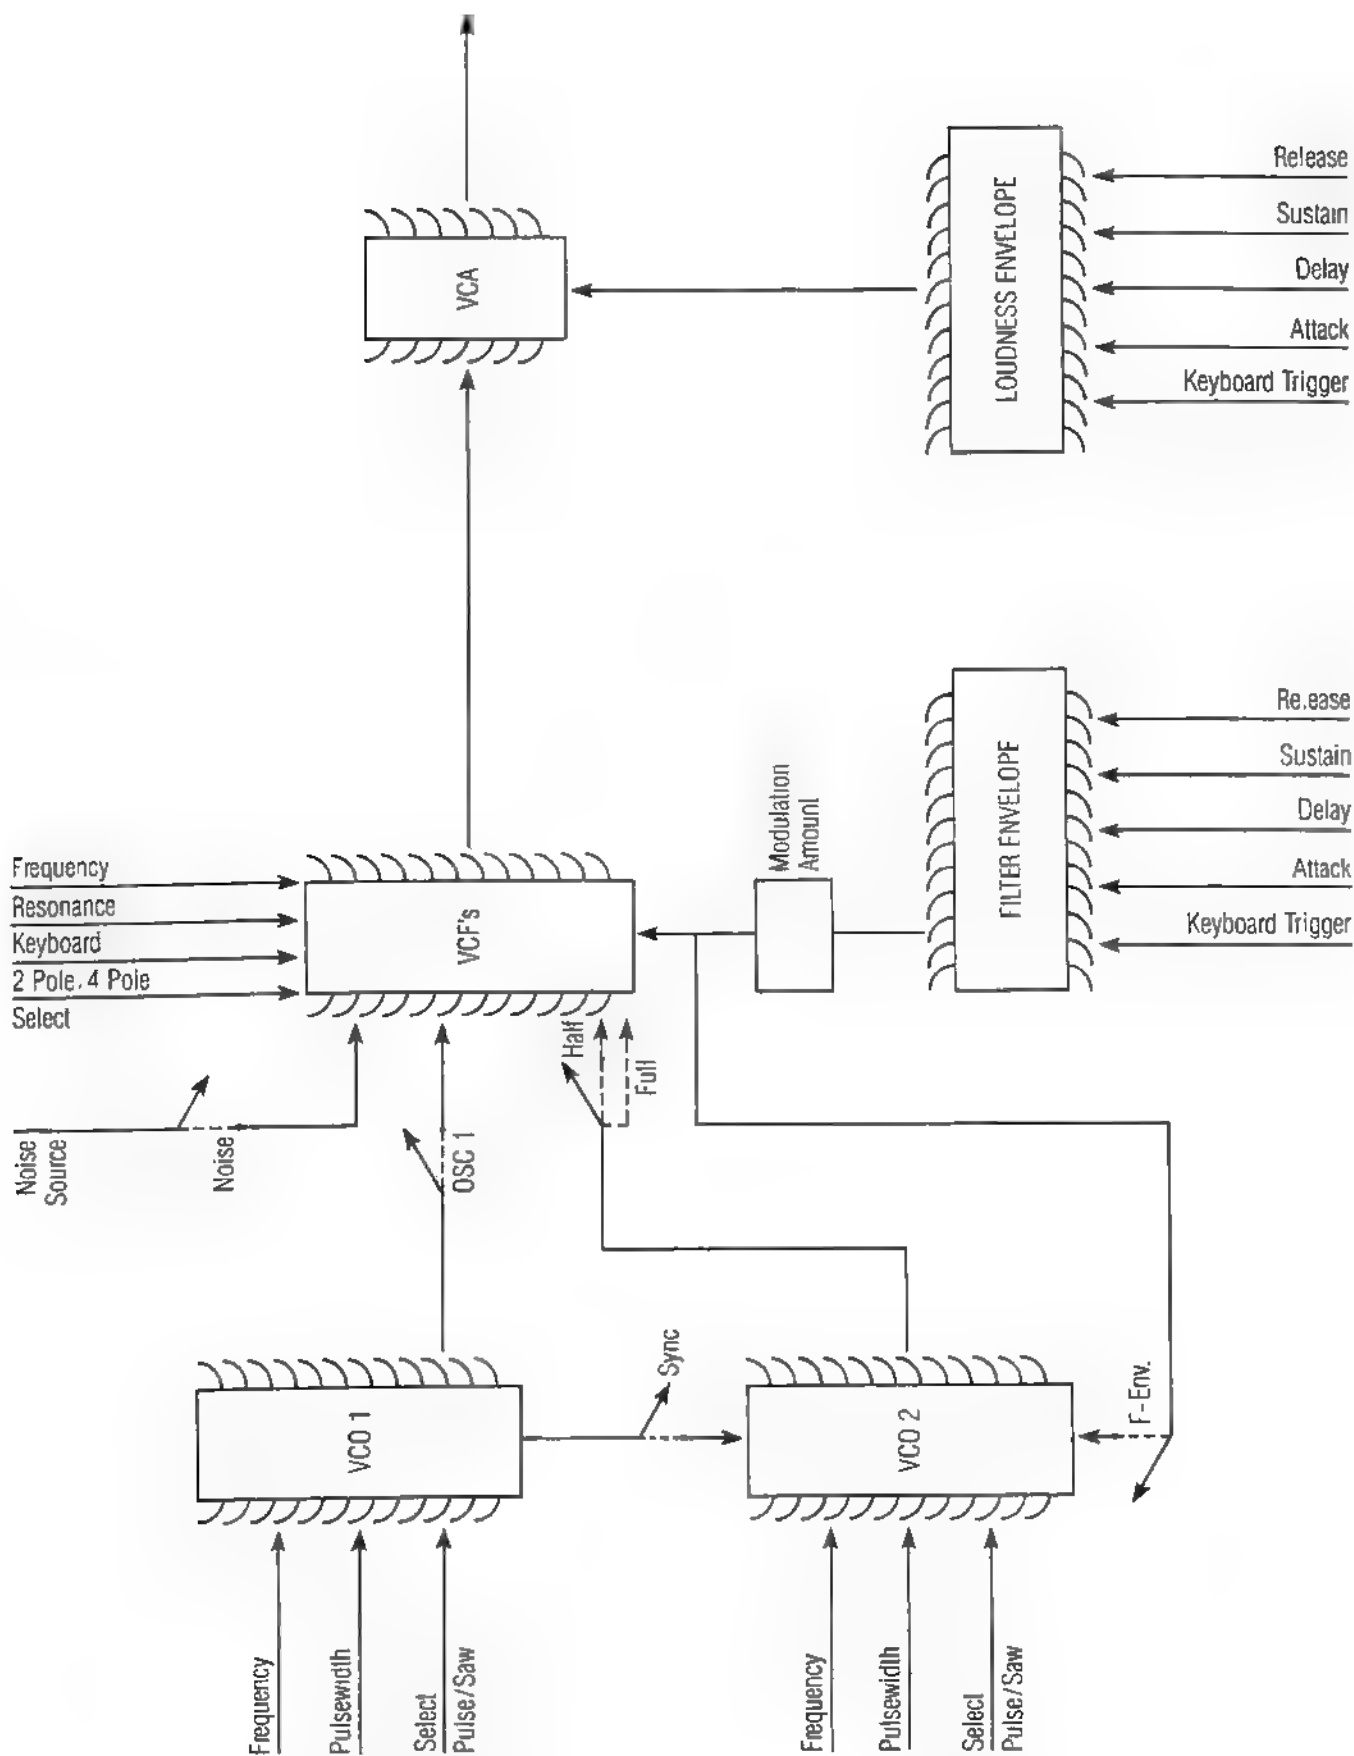 Release
Sustain
Delay
Attack
Keyboard Trigger
LOUDNESS ENVELOPE
VCA
Frequency
Resonance
Keyboard
2 Pole, 4 Pole
Select
VCF's
Modulation
Amount
FILTER ENVELOPE
Re.ease
Sustain
Delay
Attack
Keyboard Trigger
Noise
Source
Noise
OSC 1
Half
Full
VCO 1
Sync
VCO 2
F-Env.
Frequency
Pulsewidth
Select
Pulse/Saw
Frequency
Pulsewidth
Select
Pulse/Saw